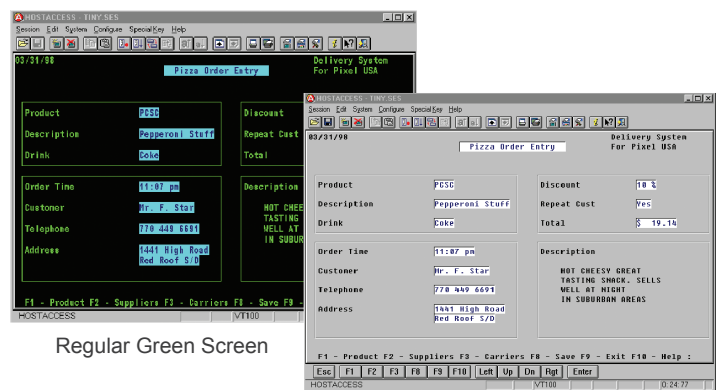 HOSTACCESS - TINY.SES
Session Edit System Configure Special Key Help
03/31/98
Pizza Order Entry
Delivery System
For Pixel USA
Product PCSC Discount
Description Pepperoni Stuff Repeat Cust
Drink Coke Total
Order Time 11:07 pm Description
Customer Mr. F. Star HOT CHEE
Telephone 770 449 6691 TASTING
WELL AT
Address 1441 High Road IN SUBUR
Red Roof S/D
F1 - Product F2 - Suppliers F3 - Carriers F8 - Save F9 -
HOSTACCESS VT100
Regular Green Screen
HOSTACCESS - TINY.SES
Session Edit System Configure Special Key Help
03/31/98
Pizza Order Entry
Delivery System
For Pixel USA
Product PCSC Discount 10 %
Description Pepperoni Stuff Repeat Cust Yes
Drink Coke Total $ 19.14
Order Time 11:07 pm Description
Customer Mr. F. Star HOT CHEESY GREAT
TASTING SNACK. SELLS
Telephone 770 449 6691 WELL AT NIGHT
IN SUBURBAN AREAS
Address 1441 High Road
Red Roof S/D
F1 - Product F2 - Suppliers F3 - Carriers F8 - Save F9 - Exit F10 - Help :
Esc F1 F2 F3 F8 F9 F10 Left Up Dn Rgt Enter
HOSTACCESS VT100 0:24:77